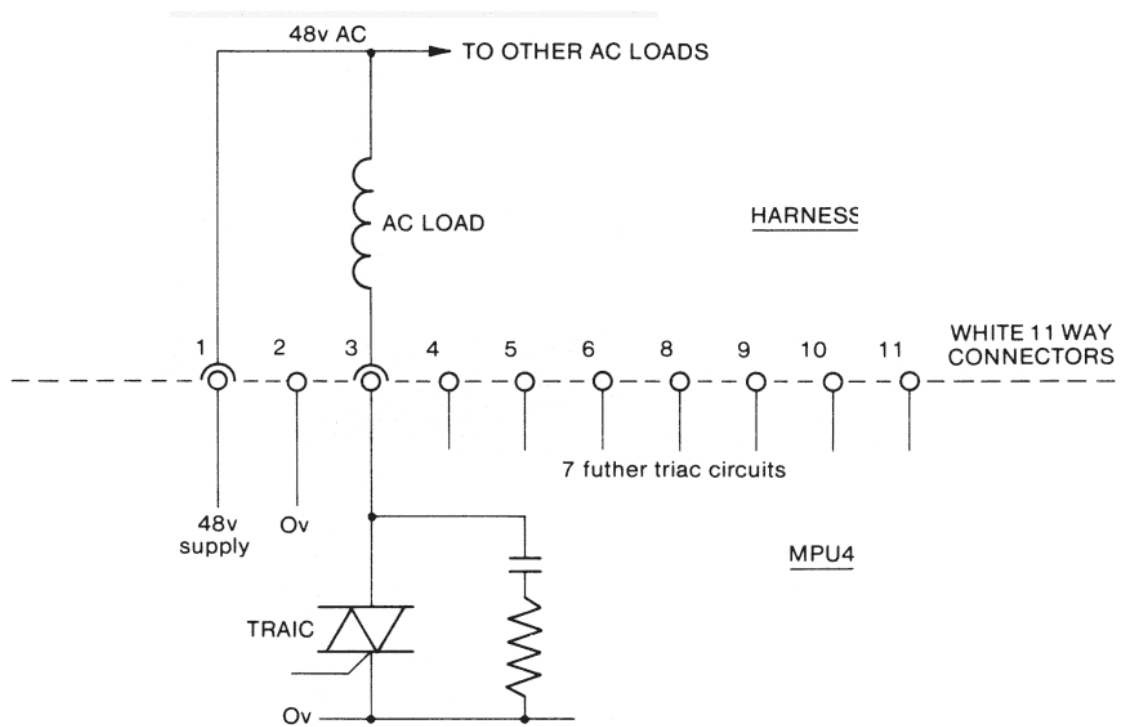 48v AC
TO OTHER AC LOADS
AC LOAD
HARNESS
1 2 3 4 5 6 8 9 10 11
WHITE 11 WAY
CONNECTORS
7 futher triac circuits
48v
supply
Ov
MPU4
TRAIC
Ov